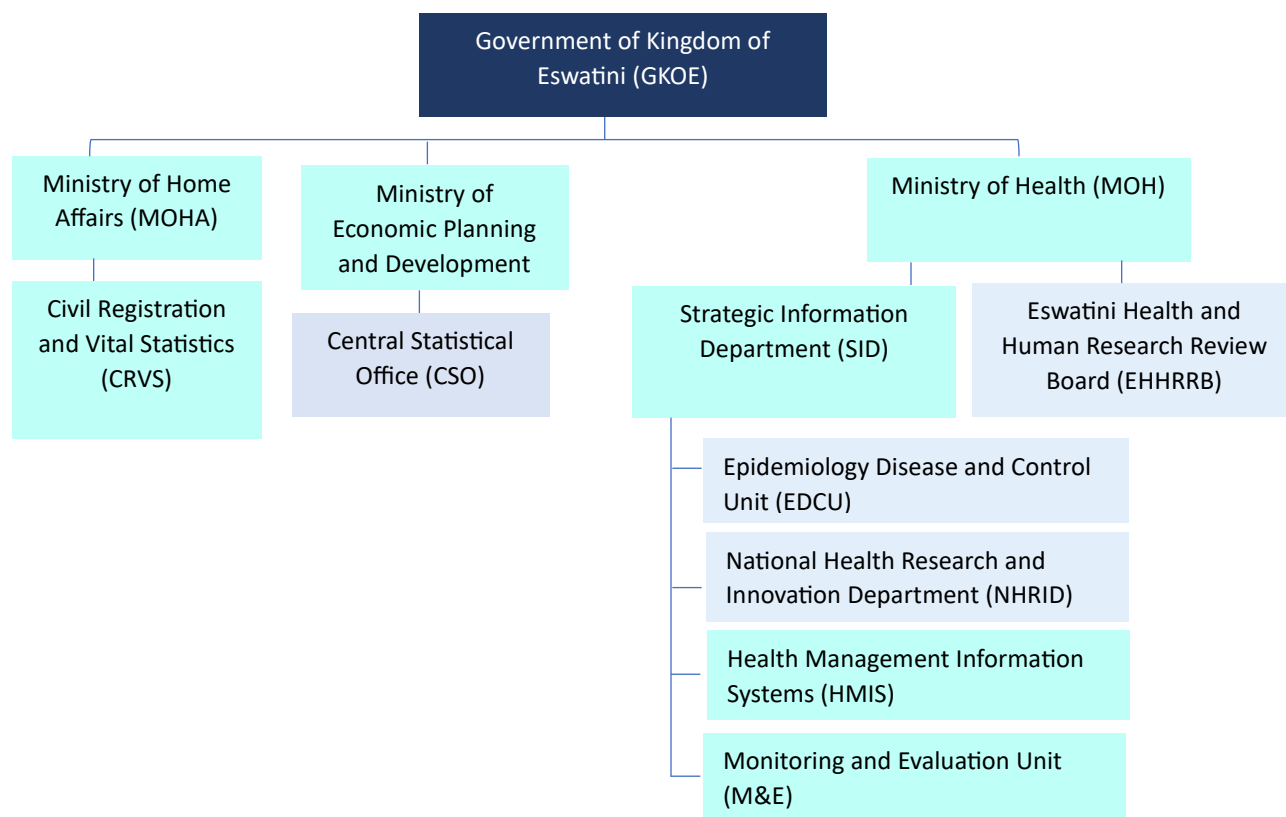 Government of Kingdom of
Eswatini (GKOE)
Ministry of Home
Affairs (MOHA)
Ministry of
Economic Planning
and Development
Ministry of Health (MOH)
Civil Registration
and Vital Statistics
(CRVS)
Central Statistical
Office (CSO)
Strategic Information
Department (SID)
Eswatini Health and
Human Research Review
Board (EHHRRB)
Epidemiology Disease and Control
Unit (EDCU)
National Health Research and
Innovation Department (NHRID)
Health Management Information
Systems (HMIS)
Monitoring and Evaluation Unit
(M&E)